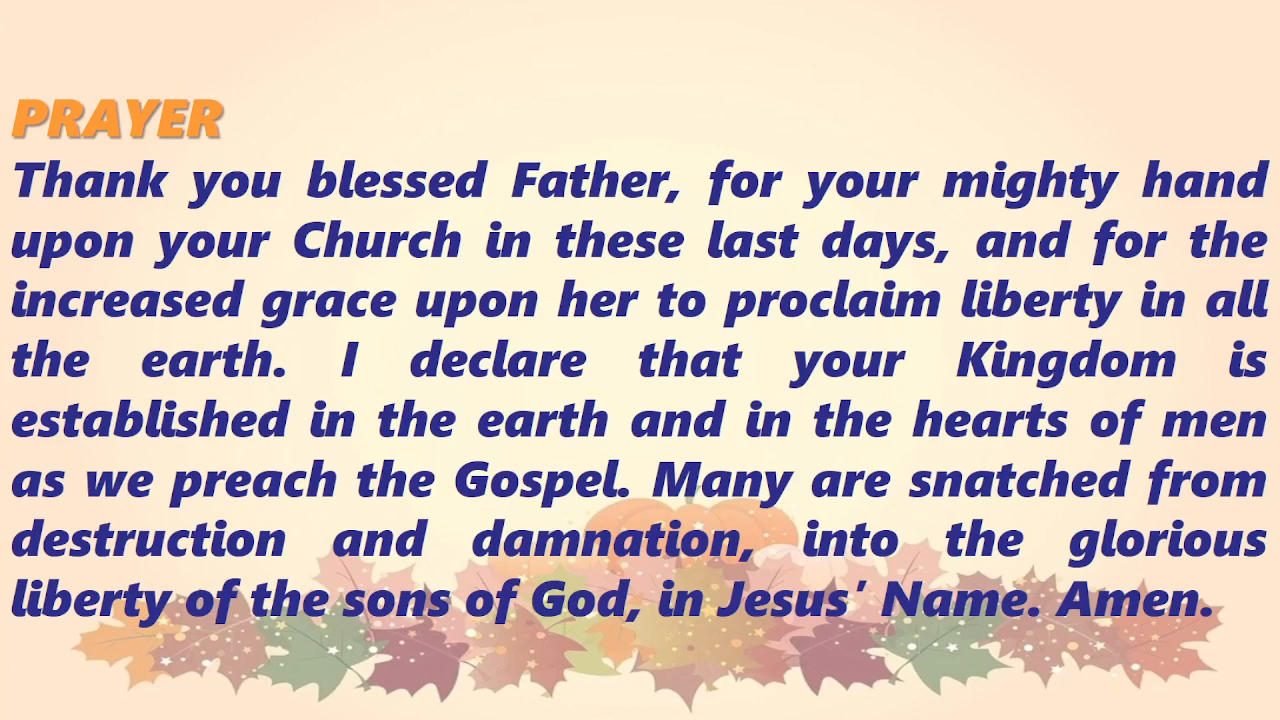 PRAYER
Thank you blessed Father, for your mighty hand
upon your Church in these last days, and for the
increased grace upon her to proclaim liberty in all
the earth. I declare that your Kingdom is
established in the earth and in the hearts of men
as we preach the Gospel. Many are snatched from
destruction and damnation, into the glorious
liberty of the sons of God, in Jesus’ Name. Amen.